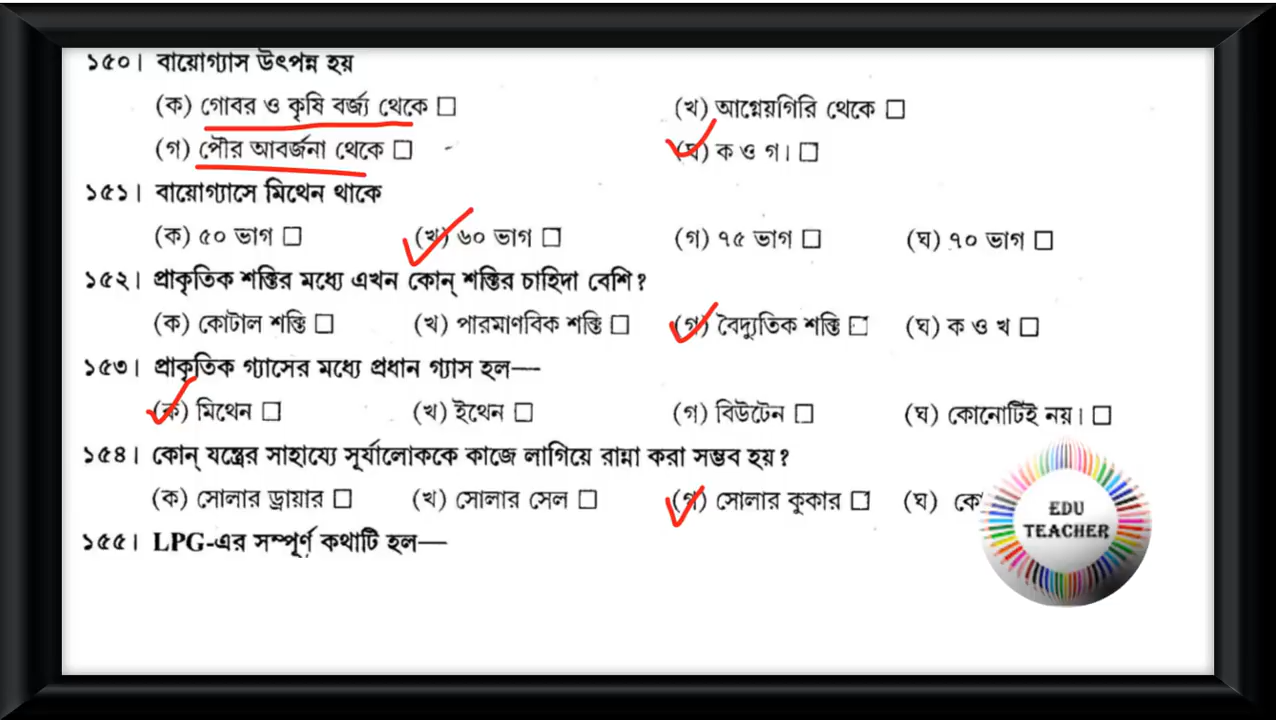 ১৫০। বায়োগ্যাস উৎপন্ন হয়
(ক) গোবর ও কৃষি বর্জ্য থেকে (খ) আগ্নেয়গিরি থেকে
(গ) পৌর আবর্জনা থেকে (ঘ) ক ও গ।
১৫১। বায়োগ্যাসে মিথেন থাকে
(ক) ৫০ ভাগ (খ) ৬০ ভাগ (গ) ৭৫ ভাগ (ঘ) ৭০ ভাগ
১৫২। প্রাকৃতিক শক্তির মধ্যে এখন কোন্ শক্তির চাহিদা বেশি?
(ক) কোটাল শক্তি (খ) পারমাণবিক শক্তি (গ) বৈদ্যুতিক শক্তি (ঘ) ক ও খ
১৫৩। প্রাকৃতিক গ্যাসের মধ্যে প্রধান গ্যাস হল—
(ক) মিথেন (খ) ইথেন (গ) বিউটেন (ঘ) কোনোটিই নয়।
১৫৪। কোন্ যন্ত্রের সাহায্যে সূর্যালোককে কাজে লাগিয়ে রান্না করা সম্ভব হয়?
(ক) সোলার ড্রায়ার (খ) সোলার সেল (গ) সোলার কুকার (ঘ)
১৫৫। LPG-এর সম্পূর্ণ কথাটি হল—
EDU
TEACHER